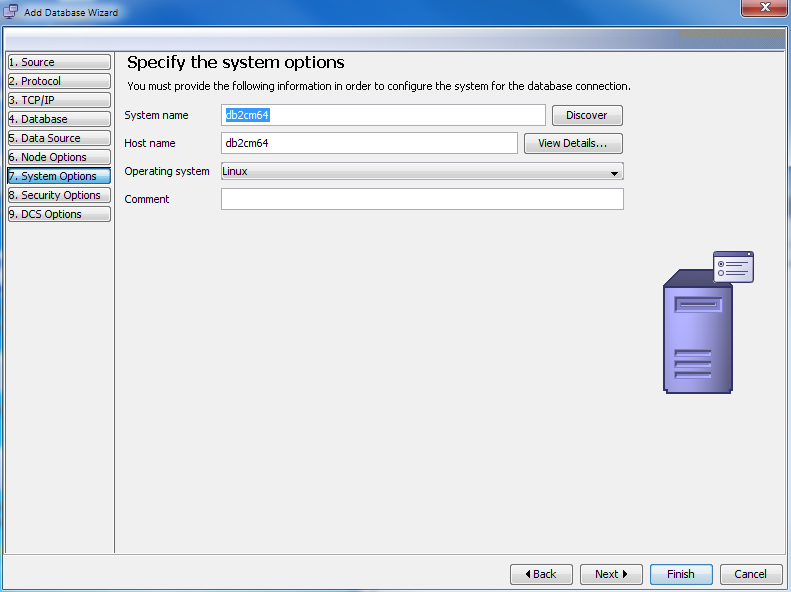 Add Database Wizard
1. Source
2. Protocol
3. TCP/IP
4. Database
5. Data Source
6. Node Options
7. System Options
8. Security Options
9. DCS Options
Specify the system options
You must provide the following information in order to configure the system for the database connection.
System name db2cm64 Discover
Host name db2cm64 View Details...
Operating system Linux
Comment
Back Next Finish Cancel